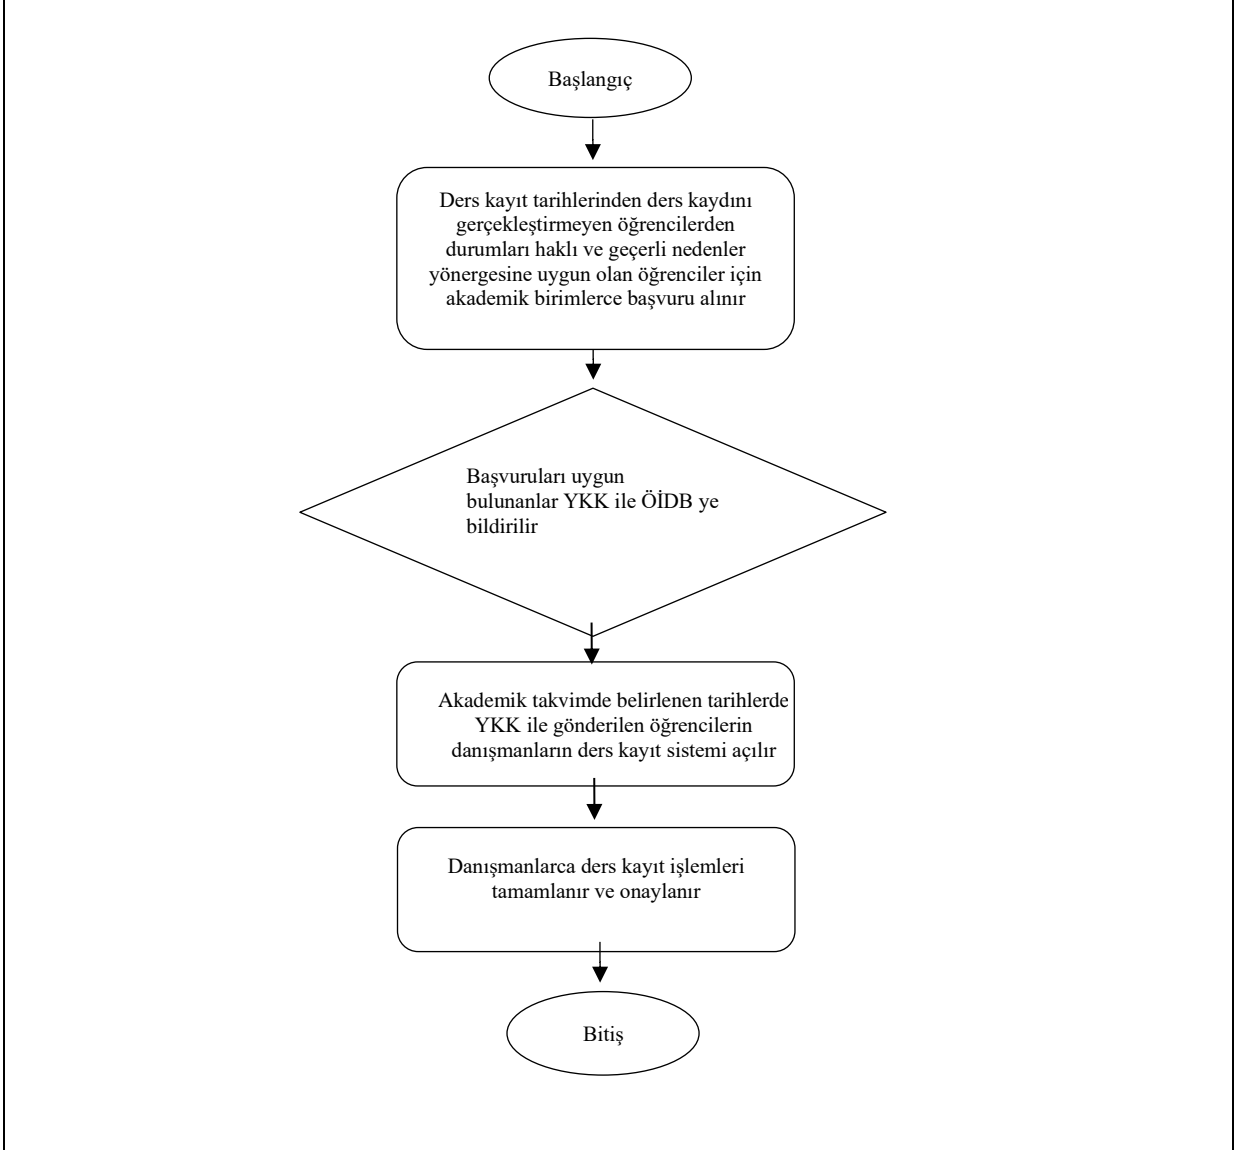 Başlangıç
Ders kayıt tarihlerinden ders kaydını
gerçekleştirmeyen öğrencilerden
durumları haklı ve geçerli nedenler
yönergesine uygun olan öğrenciler için
akademik birimlerce başvuru alınır
Başvuruları uygun
bulunanlar YKK ile ÖİDB ye
bildirilir
Akademik takvimde belirlenen tarihlerde
YKK ile gönderilen öğrencilerin
danışmanların ders kayıt sistemi açılır
Danışmanlarca ders kayıt işlemleri
tamamlanır ve onaylanır
Bitiş